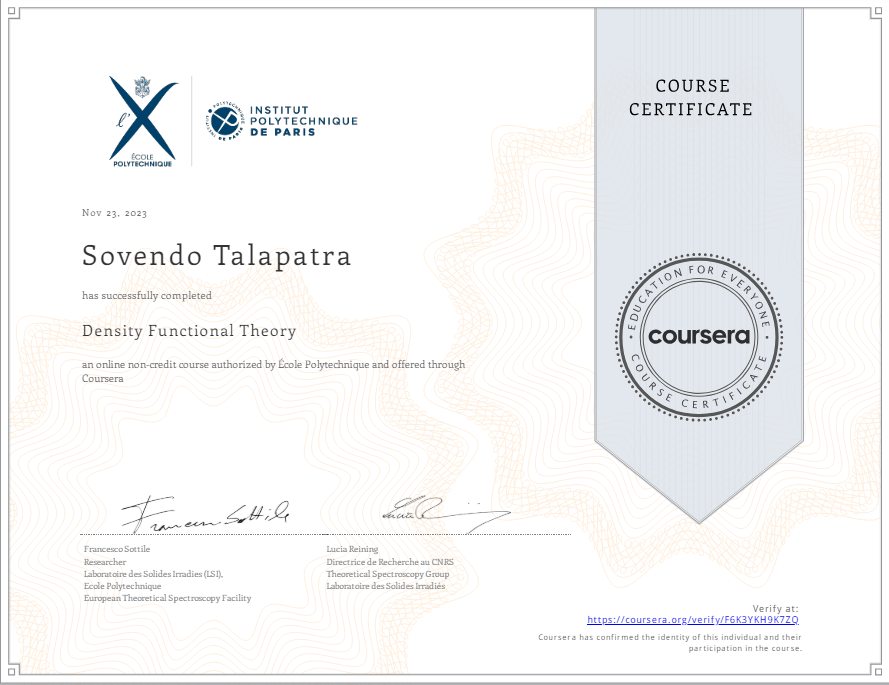 l'
ÉCOLE
POLYTECHNIQUE
INSTITUT
POLYTECHNIQUE
DE PARIS
COURSE
CERTIFICATE
Nov 23, 2023
Sovendo Talapatra
has successfully completed
Density Functional Theory
an online non-credit course authorized by École Polytechnique and offered through
Coursera
EDUCATION FOR EVERYONE
coursera
COURSE CERTIFICATE
Francesco Sottile
Lucia R
Francesco Sottile
Researcher
Laboratoire des Solides Irradies (LSI),
Ecole Polytechnique
European Theoretical Spectroscopy Facility
Lucia Reining
Directrice de Recherche au CNRS
Theoretical Spectroscopy Group
Laboratoire des Solides Irradiés
Verify at:
https://coursera.org/verify/F6K3YKH9K7ZQ
Coursera has confirmed the identity of this individual and their
participation in the course.